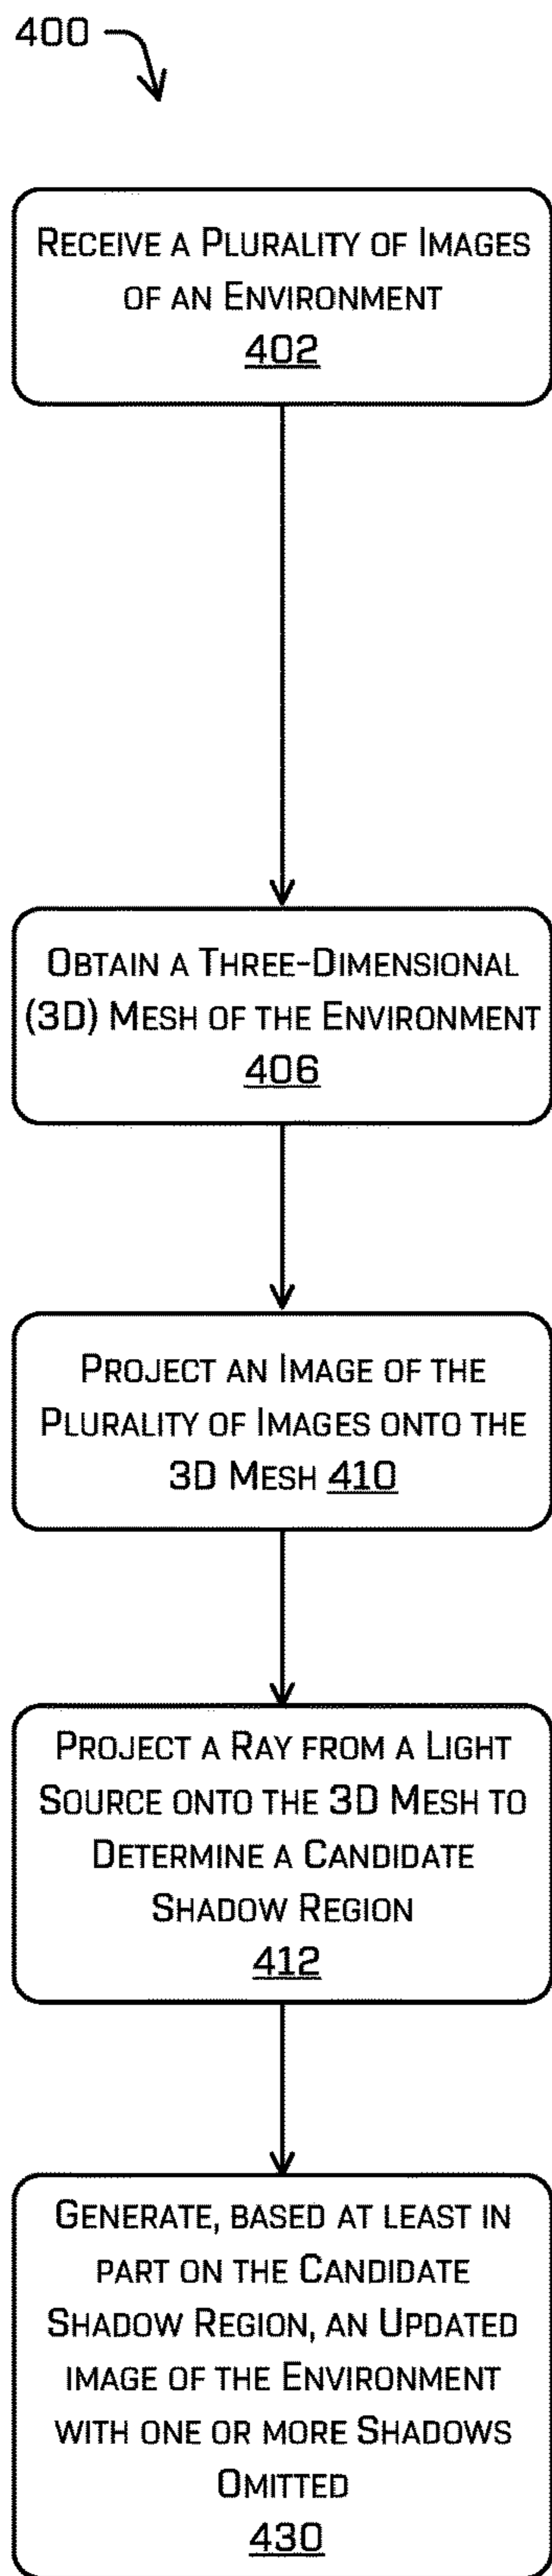 400
Receive a Plurality of Images
of an Environment
402
Obtain a Three-Dimensional
(3D) Mesh of the Environment
406
Project an Image of the
Plurality of Images onto the
3D Mesh 410
Project a Ray from a Light
Source onto the 3D Mesh to
Determine a Candidate
Shadow Region
412
Generate, based at least in
part on the Candidate
Shadow Region, an Updated
image of the Environment
with one or more Shadows
Omitted
430